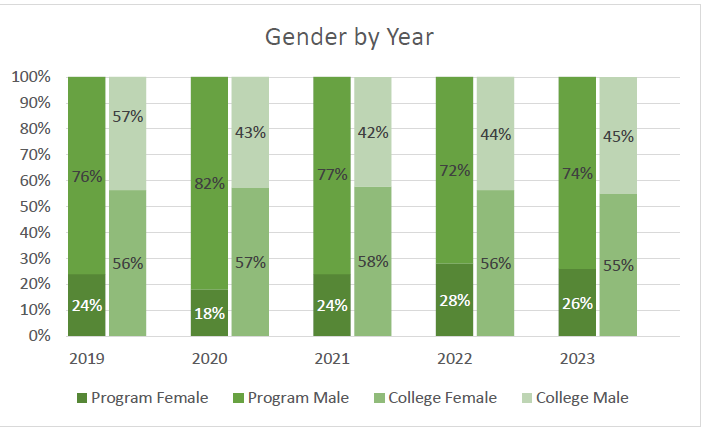 Gender by Year
100%
90%
80%
70%
60%
50%
40%
30%
20%
10%
0%
57% 43% 42% 44% 45%
76% 82% 77% 72% 74%
56% 57% 58% 56% 55%
24% 18% 24% 28% 26%
2019 2020 2021 2022 2023
Program Female Program Male College Female College Male